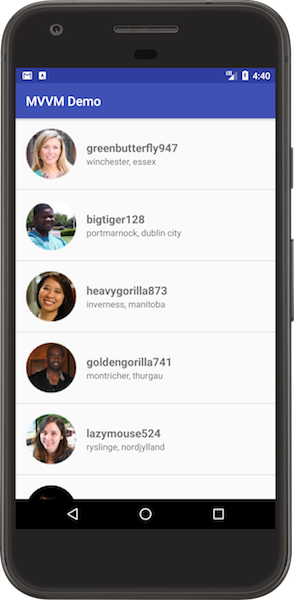 4:40
MVVM Demo
greenbutterfly947
winchester, essex
bigtiger128
portmarnock, dublin city
heavygorilla873
inverness, manitoba
goldengorilla741
montricher, thurgau
lazymouse524
ryslinge, nordjylland